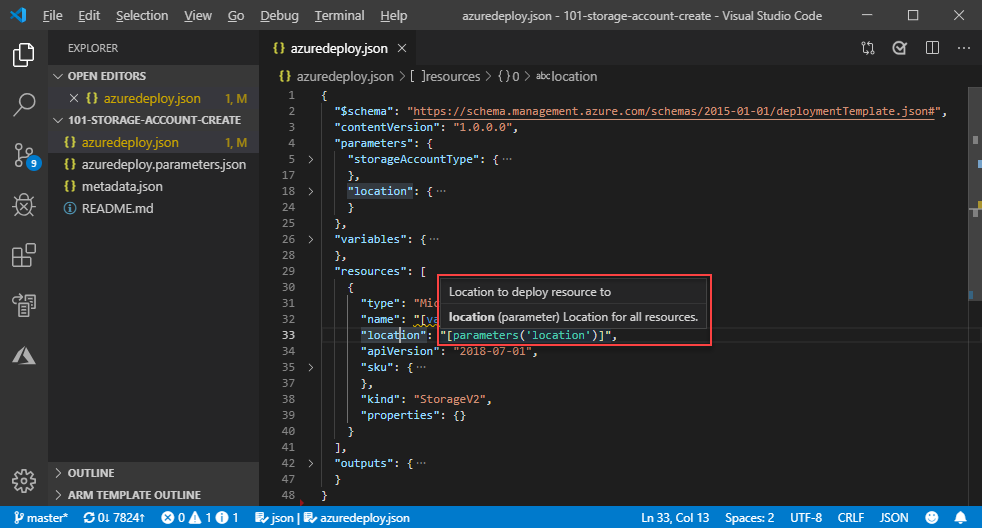 File Edit Selection View Go Debug Terminal Help azuredeploy.json - 101-storage-account-create - Visual Studio Code
EXPLORER
OPEN EDITORS
{} azuredeploy.json 1, M
101-STORAGE-ACCOUNT-CREATE
{} azuredeploy.json 1, M
{} azuredeploy.parameters.json
{} metadata.json
README.md
9
OUTLINE
ARM TEMPLATE OUTLINE
{} azuredeploy.json
{} azuredeploy.json > [ ]resources > {}0 > abclocation
1 {
2 "$schema": "https://schema.management.azure.com/schemas/2015-01-01/deploymentTemplate.json#",
3 "contentVersion": "1.0.0.0",
4 "parameters": {
5 "storageAccountType": {…
17 },
18 "location": {…
24 }
25 },
26 "variables": {…
28 },
29 "resources": [
30 {
31 "type": "Mic
32 "name": "[va
33 "location": "[parameters('location')]",
34 "apiVersion": "2018-07-01",
35 "sku": {…
37 },
38 "kind": "StorageV2",
39 "properties": {}
40 }
41 ],
42 "outputs": {…
47 }
48 }
Location to deploy resource to
location (parameter) Location for all resources.
master* 0↓ 7824↑ 0 1 1 json | azuredeploy.json Ln 33, Col 13 Spaces: 2 UTF-8 CRLF JSON